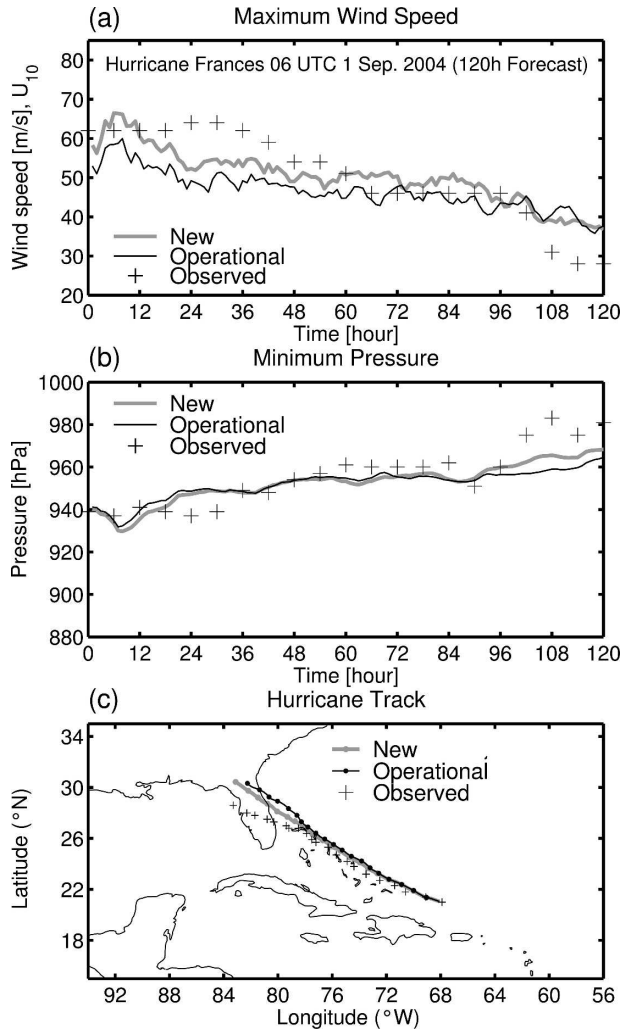 (a) Maximum Wind Speed
Hurricane Frances 06 UTC 1 Sep. 2004 (120h Forecast)
Wind speed [m/s], U10
80
70
60
50
40
30
20
New
Operational
Observed
0 12 24 36 48 60 72 84 96 108 120
Time [hour]
(b) Minimum Pressure
Pressure [hPa]
1000
980
960
940
920
900
880
New
Operational
Observed
0 12 24 36 48 60 72 84 96 108 120
Time [hour]
(c) Hurricane Track
Latitude (°N)
34
30
26
22
18
New
Operational
Observed
92 88 84 80 76 72 68 64 60 56
Longitude (°W)